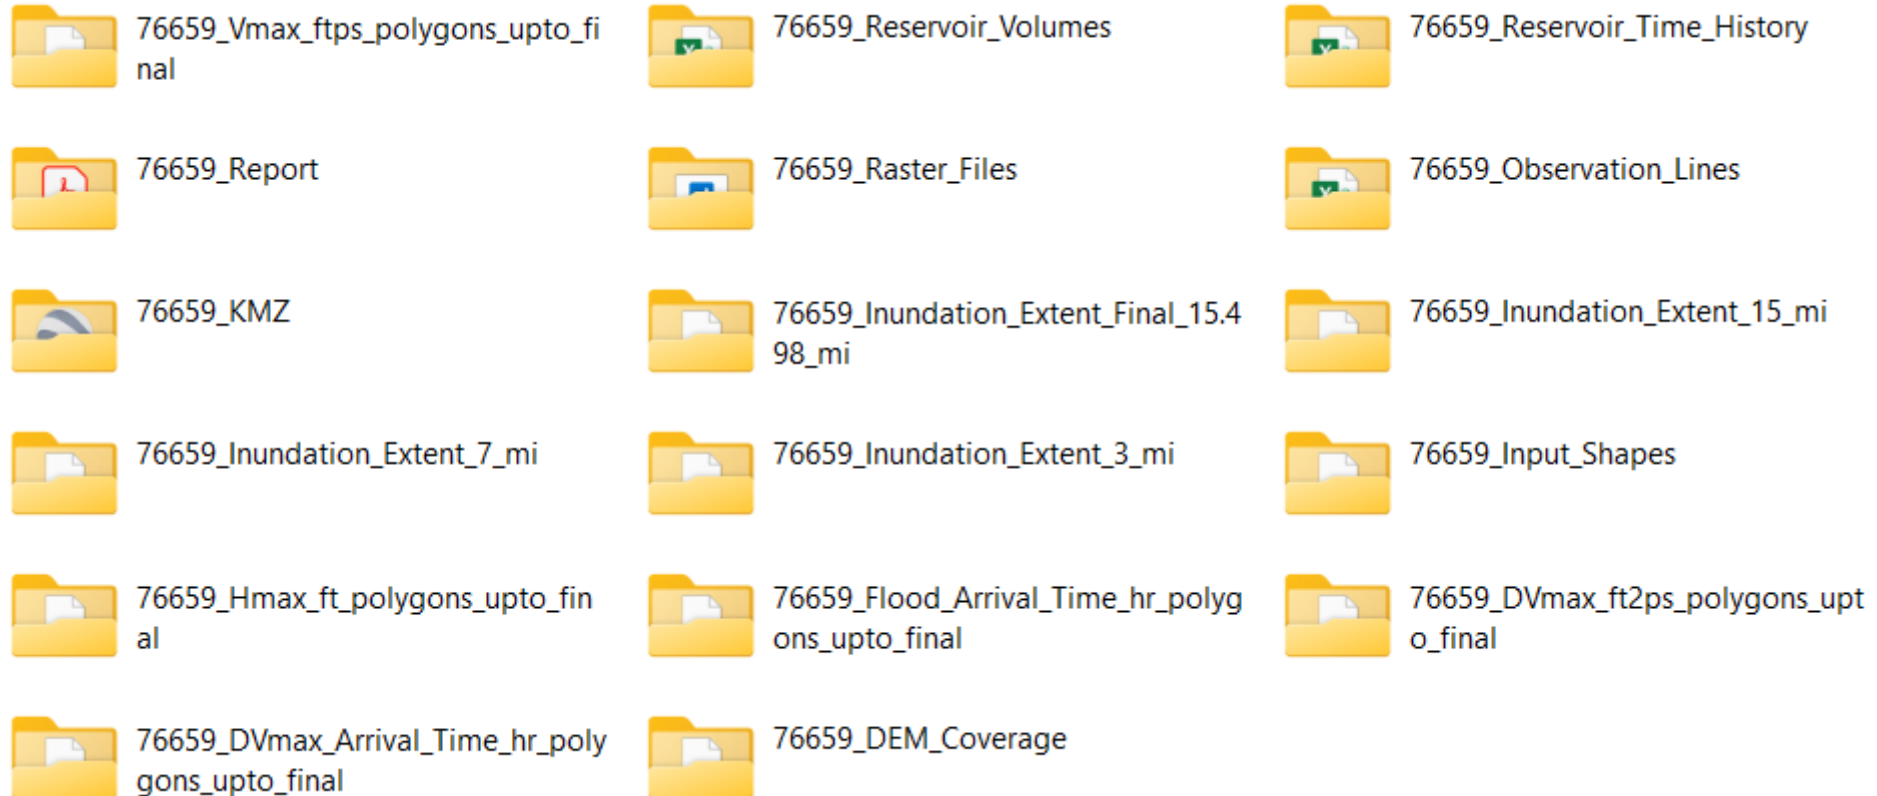 76659_Vmax_ftps_polygons_upto_fi
nal
76659_Reservoir_Volumes
76659_Reservoir_Time_History
76659_Report
76659_Raster_Files
76659_Observation_Lines
76659_KMZ
76659_Inundation_Extent_Final_15.4
98_mi
76659_Inundation_Extent_15_mi
76659_Inundation_Extent_7_mi
76659_Inundation_Extent_3_mi
76659_Input_Shapes
76659_Hmax_ft_polygons_upto_fin
al
76659_Flood_Arrival_Time_hr_polyg
ons_upto_final
76659_DVmax_ft2ps_polygons_upt
o_final
76659_DVmax_Arrival_Time_hr_poly
gons_upto_final
76659_DEM_Coverage